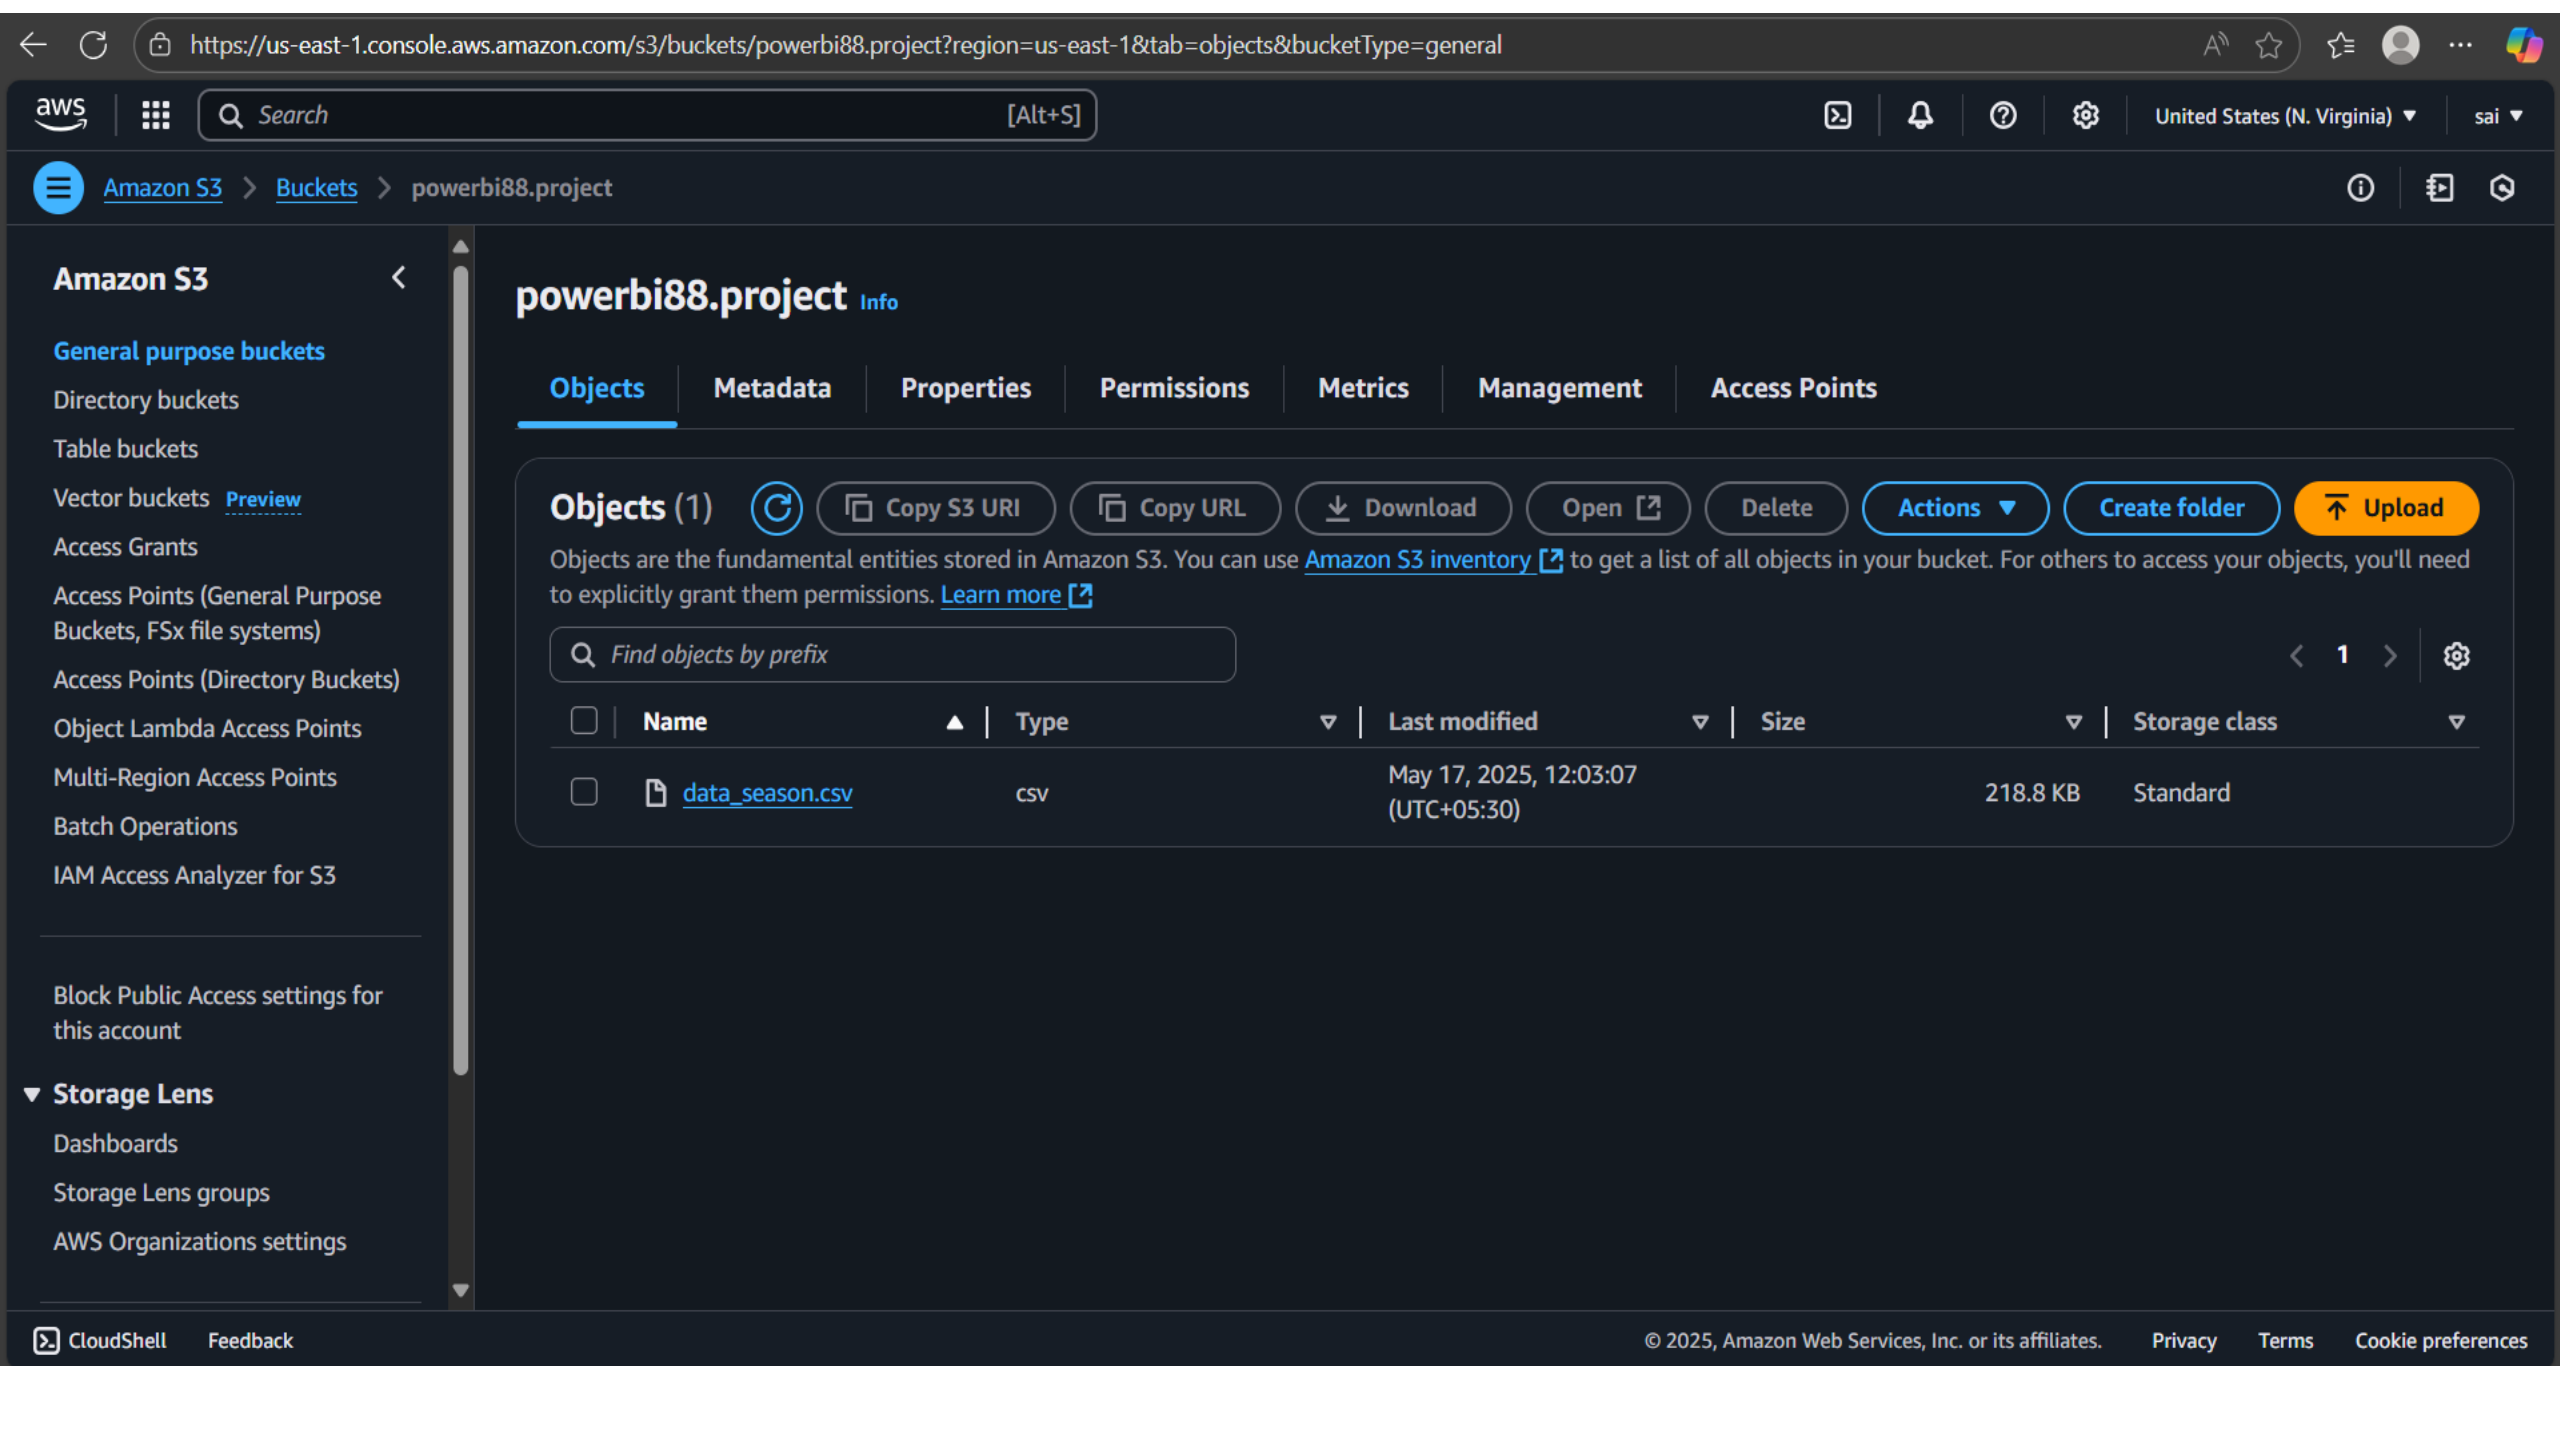 https://us-east-1.console.aws.amazon.com/s3/buckets/powerbi88.project?region=us-east-1&tab=objects&bucketType=general
aws
Search [Alt+S]
United States (N. Virginia)
sai
Amazon S3 > Buckets > powerbi88.project
Amazon S3
General purpose buckets
Directory buckets
Table buckets
Vector buckets Preview
Access Grants
Access Points (General Purpose
Buckets, FSx file systems)
Access Points (Directory Buckets)
Object Lambda Access Points
Multi-Region Access Points
Batch Operations
IAM Access Analyzer for S3
Block Public Access settings for
this account
Storage Lens
Dashboards
Storage Lens groups
AWS Organizations settings
powerbi88.project Info
Objects Metadata Properties Permissions Metrics Management Access Points
Objects (1) Copy S3 URI Copy URL Download Open Delete Actions Create folder Upload
Objects are the fundamental entities stored in Amazon S3. You can use Amazon S3 inventory to get a list of all objects in your bucket. For others to access your objects, you'll need
to explicitly grant them permissions. Learn more
Find objects by prefix
1
Name Type Last modified Size Storage class
data_season.csv csv May 17, 2025, 12:03:07 218.8 KB Standard
(UTC+05:30)
CloudShell Feedback © 2025, Amazon Web Services, Inc. or its affiliates. Privacy Terms Cookie preferences